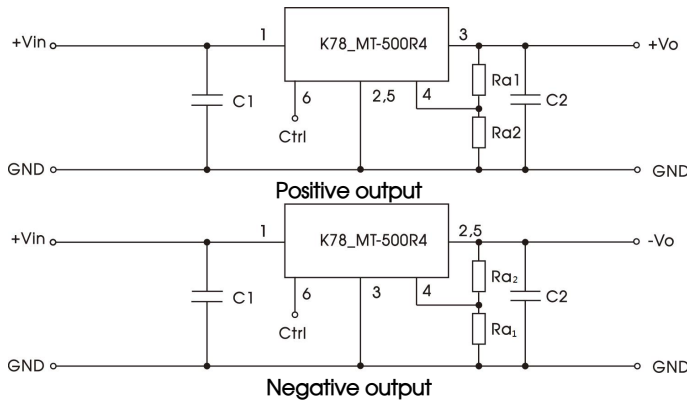 +Vin
1
K78_MT-500R4
3
+Vo
C1
6
2,5
4
Ra1
C2
Ctrl
Ra2
GND
GND
Positive output
+Vin
1
K78_MT-500R4
2,5
-Vo
C1
6
3
4
Ra₂
C2
Ctrl
Ra₁
GND
GND
Negative output